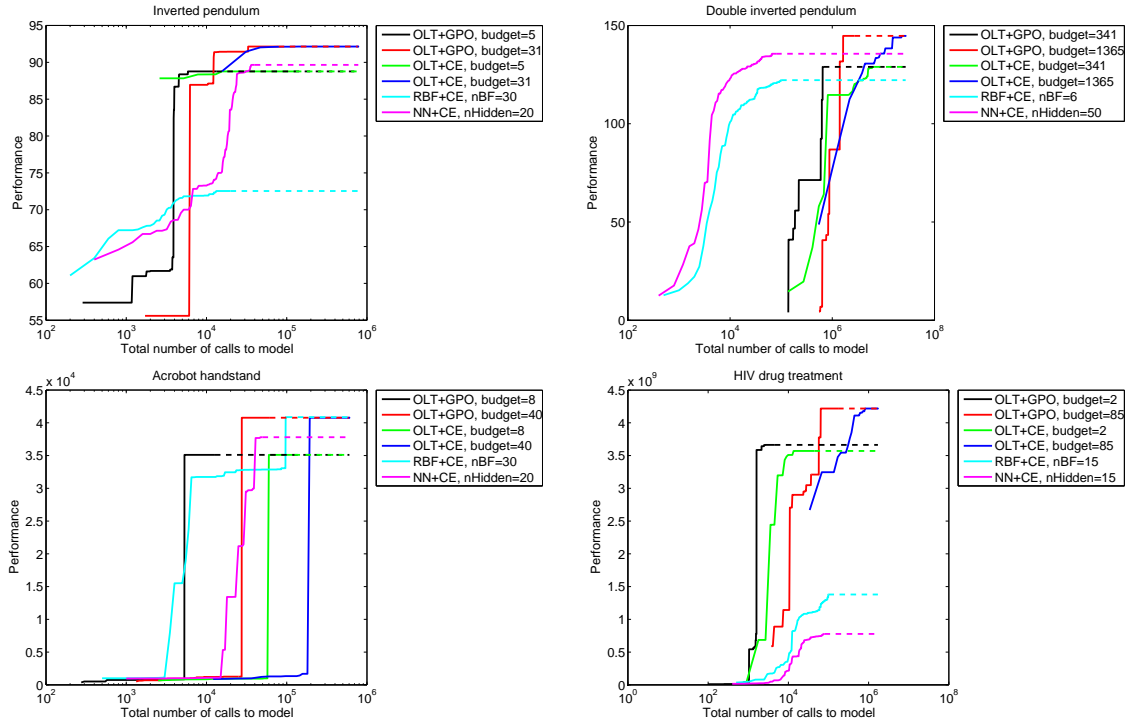 Inverted pendulum
95
90
85
80
75
70
65
60
55
Performance
10^2
10^3
10^4
10^5
10^6
Total number of calls to model
OLT+GPO, budget=5
OLT+GPO, budget=31
OLT+CE, budget=5
OLT+CE, budget=31
RBF+CE, nBF=30
NN+CE, nHidden=20
Double inverted pendulum
150
100
50
0
Performance
10^2
10^4
10^6
10^8
Total number of calls to model
OLT+GPO, budget=341
OLT+GPO, budget=1365
OLT+CE, budget=341
OLT+CE, budget=1365
RBF+CE, nBF=6
NN+CE, nHidden=50
Acrobot handstand
x 10^4
4.5
4
3.5
3
2.5
2
1.5
1
0.5
0
Performance
10^2
10^3
10^4
10^5
10^6
Total number of calls to model
OLT+GPO, budget=8
OLT+GPO, budget=40
OLT+CE, budget=8
OLT+CE, budget=40
RBF+CE, nBF=30
NN+CE, nHidden=20
HIV drug treatment
x 10^9
4.5
4
3.5
3
2.5
2
1.5
1
0.5
0
Performance
10^0
10^2
10^4
10^6
10^8
Total number of calls to model
OLT+GPO, budget=2
OLT+GPO, budget=85
OLT+CE, budget=2
OLT+CE, budget=85
RBF+CE, nBF=15
NN+CE, nHidden=15